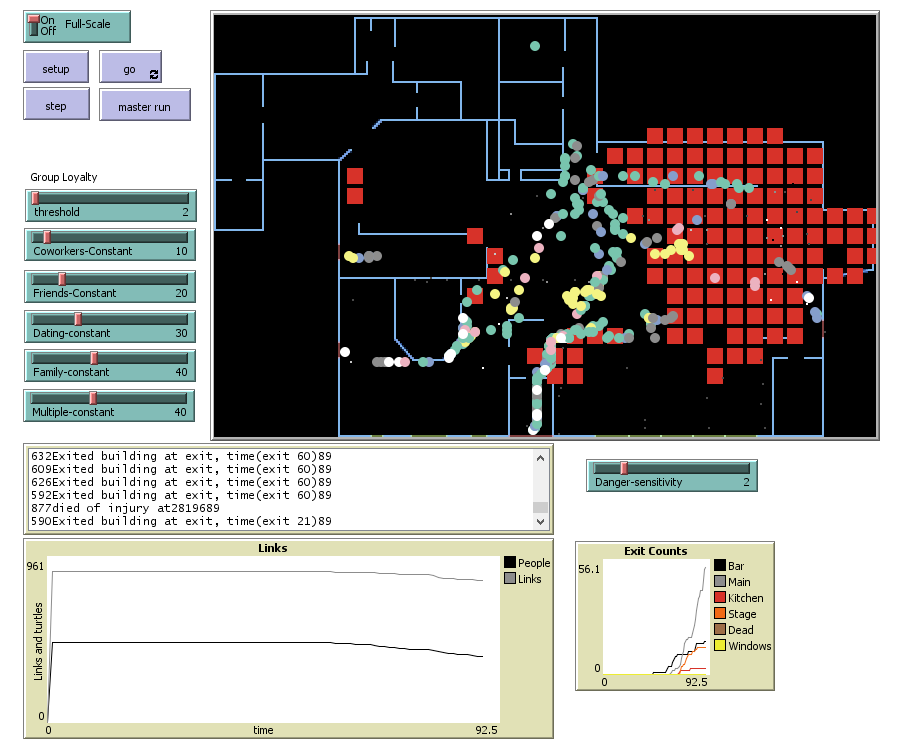 On
Off
Full-Scale
setup
go
step
master run
Group Loyalty
threshold 2
Coworkers-Constant 10
Friends-Constant 20
Dating-constant 30
Family-constant 40
Multiple-constant 40
632Exited building at exit, time(exit 60)89
609Exited building at exit, time(exit 60)89
626Exited building at exit, time(exit 60)89
592Exited building at exit, time(exit 60)89
877died of injury at2819689
590Exited building at exit, time(exit 21)89
Danger-sensitivity 2
Links
961
Links and turtles
0
0
time
92.5
People
Links
Exit Counts
56.1
0
0
92.5
Bar
Main
Kitchen
Stage
Dead
Windows